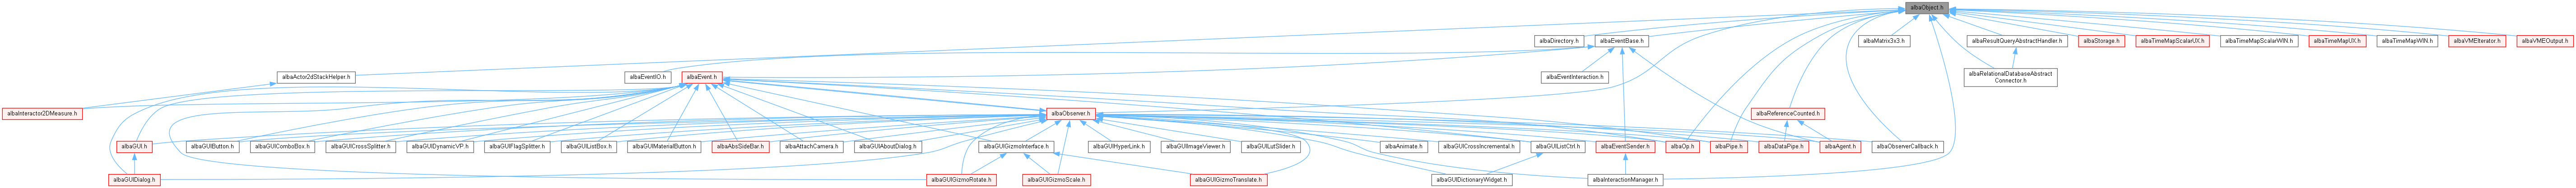 albaObject.h
albaDirectory.h
albaEventBase.h
albaMatrix3x3.h
albaResultQueryAbstractHandler.h
albaStorage.h
albaTimeMapScalarUX.h
albaTimeMapScalarWIN.h
albaTimeMapUX.h
albaTimeMapWIN.h
albaVMEIterator.h
albaVMEOutput.h
albaActor2dStackHelper.h
albaEventIO.h
albaEvent.h
albaEventInteraction.h
albaRelationalDatabaseAbstract
Connector.h
albaInteractor2DMeasure.h
albaObserver.h
albaReferenceCounted.h
albaGUI.h
albaGUIButton.h
albaGUIComboBox.h
albaGUICrossSplitter.h
albaGUIDynamicVP.h
albaGUIFlagSplitter.h
albaGUIListBox.h
albaGUIMaterialButton.h
albaAbsSideBar.h
albaAttachCamera.h
albaGUIAboutDialog.h
albaGUIGizmoInterface.h
albaGUIHyperLink.h
albaGUIImageViewer.h
albaGUILutSlider.h
albaAnimate.h
albaGUICrossIncremental.h
albaGUIListCtrl.h
albaEventSender.h
albaOp.h
albaPipe.h
albaDataPipe.h
albaAgent.h
albaObserverCallback.h
albaGUIDialog.h
albaGUIGizmoRotate.h
albaGUIGizmoScale.h
albaGUIGizmoTranslate.h
albaGUIDictionaryWidget.h
albaInteractionManager.h